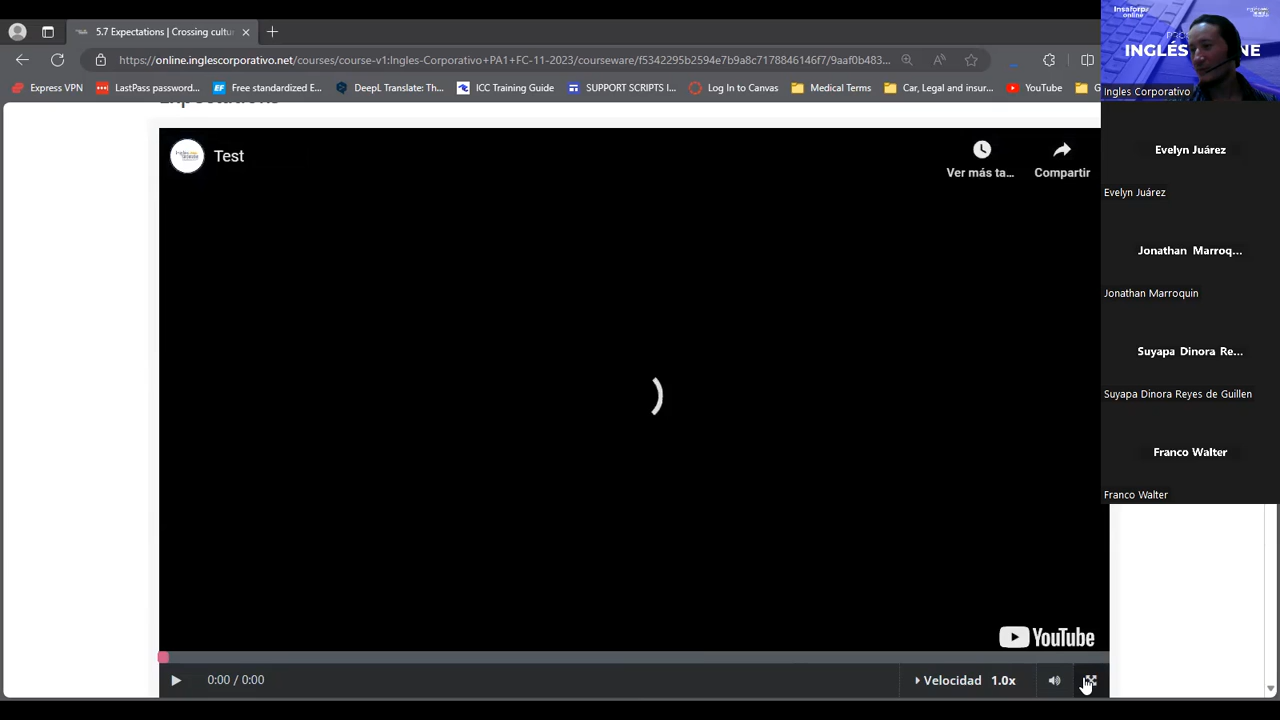 5.7 Expectations | Crossing cultu
https://online.inglescorporativo.net/courses/course-v1:Ingles-Corporativo+PA1+FC-11-2023/courseware/f5342295b2594e7b9a8c7178846146f7/9aaf0b483...
Express VPN
LastPass password...
Free standardized E...
DeepL Translate: Th...
ICC Training Guide
SUPPORT SCRIPTS I...
Log In to Canvas
Medical Terms
Car, Legal and insur...
YouTube
Expectations
Test
Ver más ta...
Compartir
YouTube
0:00 / 0:00
Velocidad 1.0x
Insaforp
online
INGLÉS NE
Ingles Corporativo
Evelyn Juárez
Evelyn Juárez
Jonathan Marroq...
Jonathan Marroquin
Suyapa Dinora Re...
Suyapa Dinora Reyes de Guillen
Franco Walter
Franco Walter